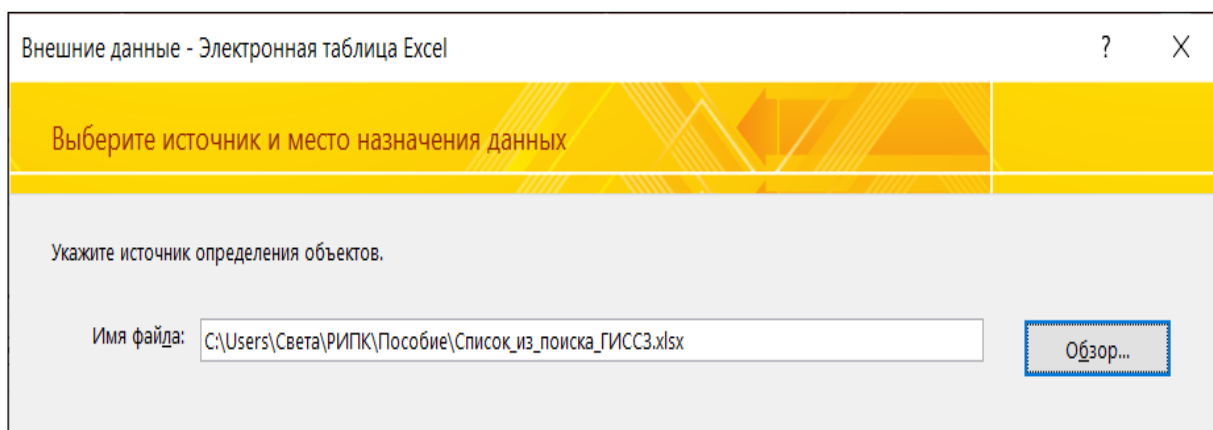 Внешние данные - Электронная таблица Excel ? X
Выберите источник и место назначения данных
Укажите источник определения объектов.
Имя файла: C:\Users\Света\РИПК\Пособие\Список_из_поиска_ГИССЗ.xlsx Обзор...